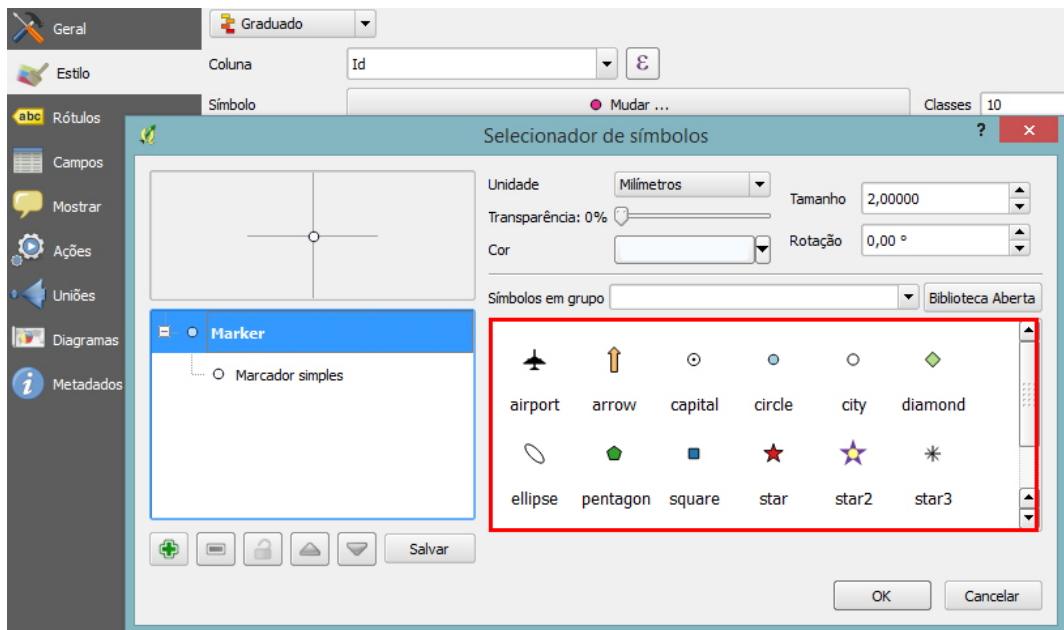 Geral
Graduado
Estilo
Coluna
Id
ε
Símbolo
Mudar ...
Classes
10
abc
Rótulos
Selecionador de símbolos
?
×
Campos
Mostrar
Ações
Uniões
Diagramas
i
Metadados
Unidade
Milímetros
Tamanho
2,00000
Transparência: 0%
Cor
Rotação
0,00 °
Símbolos em grupo
Biblioteca Aberta
Marker
Marcador simples
airport arrow capital circle city diamond
ellipse pentagon square star star2 star3
Salvar
OK
Cancelar